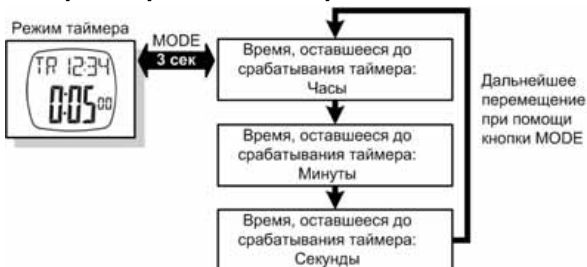 Режим таймера
TR 12:34
0:05 00
MODE
3 сек
Время, оставшееся до
срабатывания таймера:
Часы
Время, оставшееся до
срабатывания таймера:
Минуты
Время, оставшееся до
срабатывания таймера:
Секунды
Дальнейшее
перемещение
при помощи
кнопки MODE